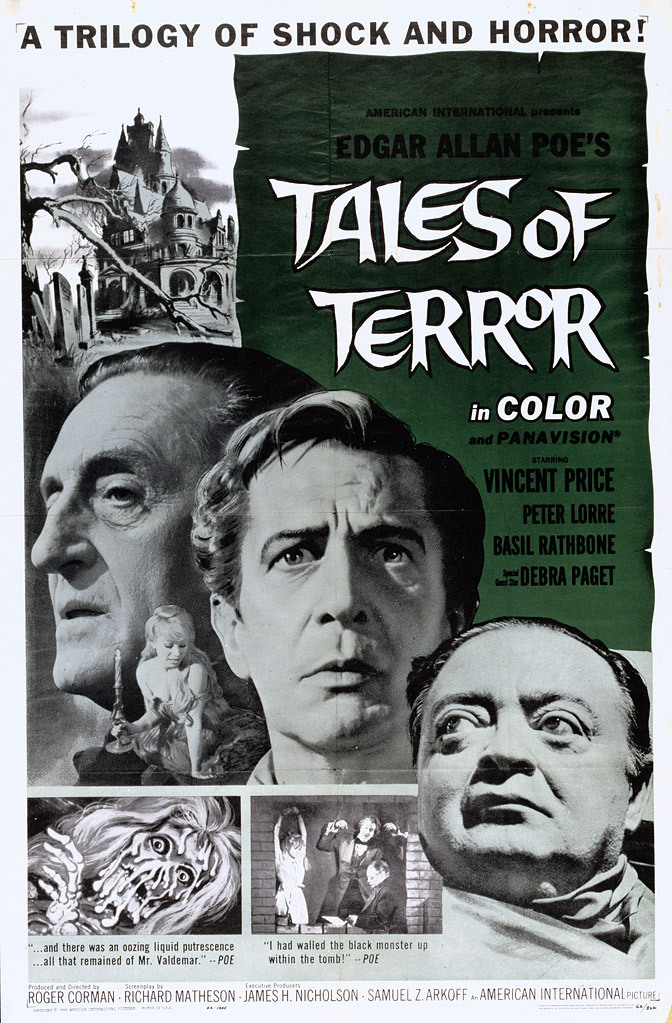 A TRILOGY OF SHOCK AND HORROR!
AMERICAN INTERNATIONAL presents
EDGAR ALLAN POE'S
TALES OF
TERROR
in COLOR
and PANAVISION®
STARRING
VINCENT PRICE
PETER LORRE
BASIL RATHBONE
Special
Guest Star DEBRA PAGET
"...and there was an oozing liquid putrescence
...all that remained of Mr. Valdemar." -- POE
"I had walled the black monster up
within the tomb!" -- POE
Produced and Directed by Screenplay by Executive Producers
ROGER CORMAN · RICHARD MATHESON · JAMES H. NICHOLSON · SAMUEL Z. ARKOFF An AMERICAN INTERNATIONAL PICTURE